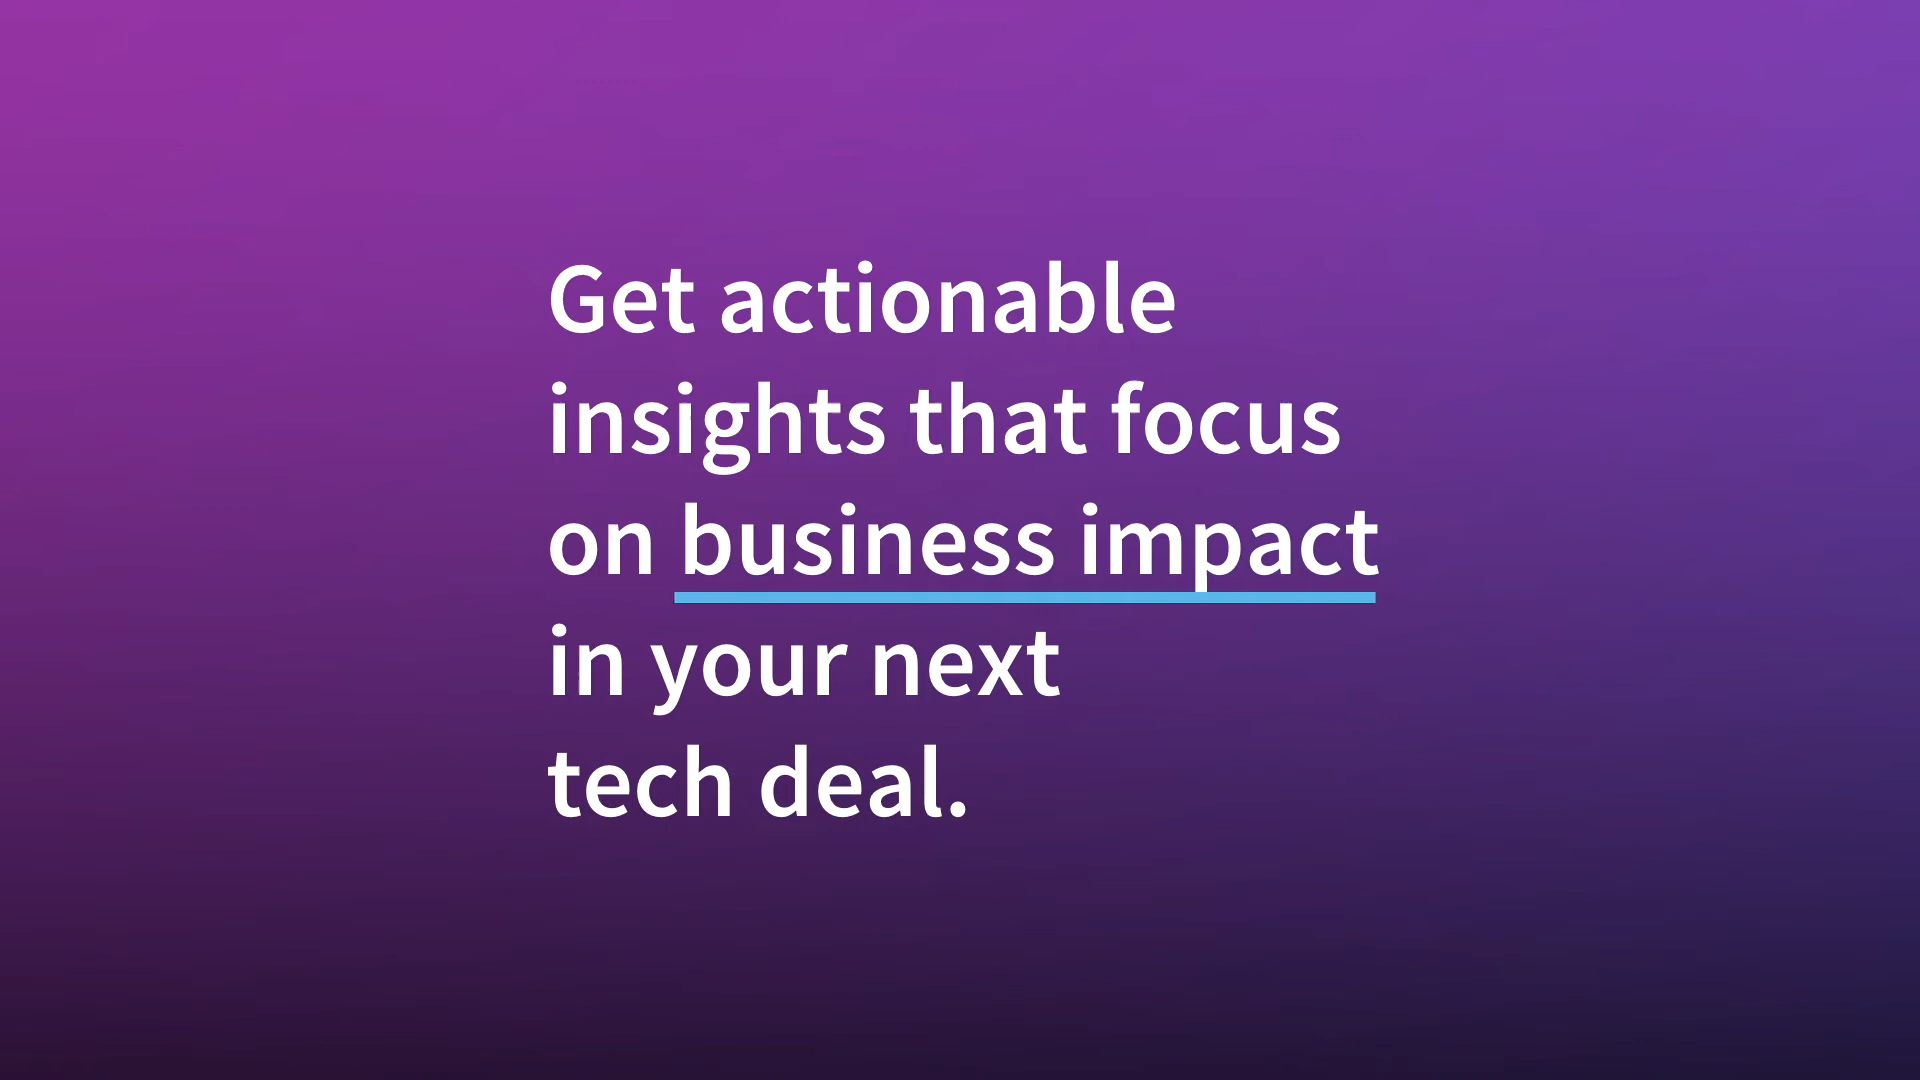 Get actionable
insights that focus
on business impact
in your next
tech deal.